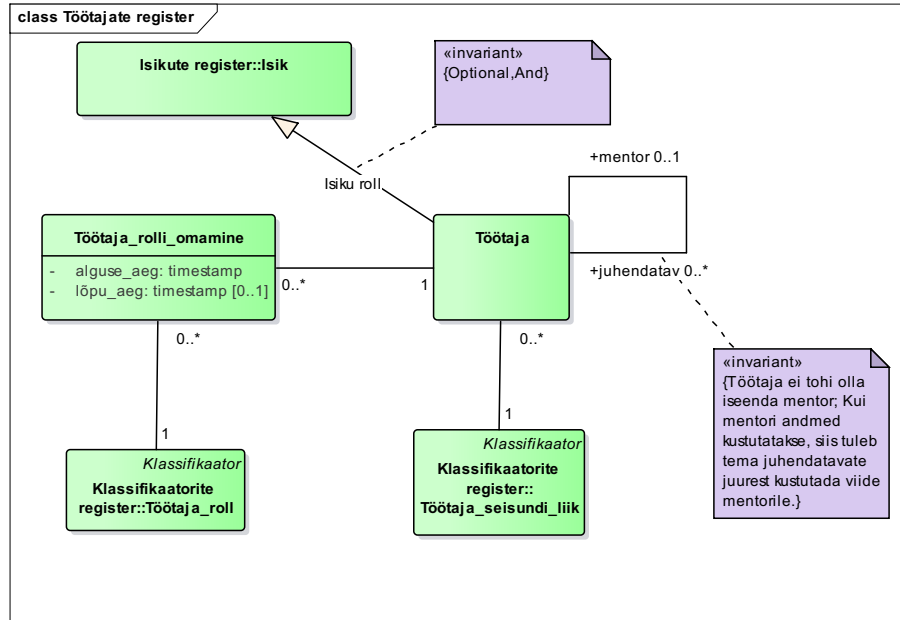 class Töötajate register
Isikute register::Isik
«invariant»
{Optional,And}
Isiku roll
+mentor 0..1
Töötaja_rolli_omamine
- alguse_aeg: timestamp
- lõpu_aeg: timestamp [0..1]
Töötaja
0..*
1
+juhendatav 0..*
0..*
0..*
1
1
«invariant»
{Töötaja ei tohi olla
iseenda mentor; Kui
mentori andmed
kustutatakse, siis tuleb
tema juhendatavate
juurest kustutada viide
mentorile.}
Klassifikaator
Klassifikaatorite
register::Töötaja_roll
Klassifikaator
Klassifikaatorite
register::
Töötaja_seisundi_liik